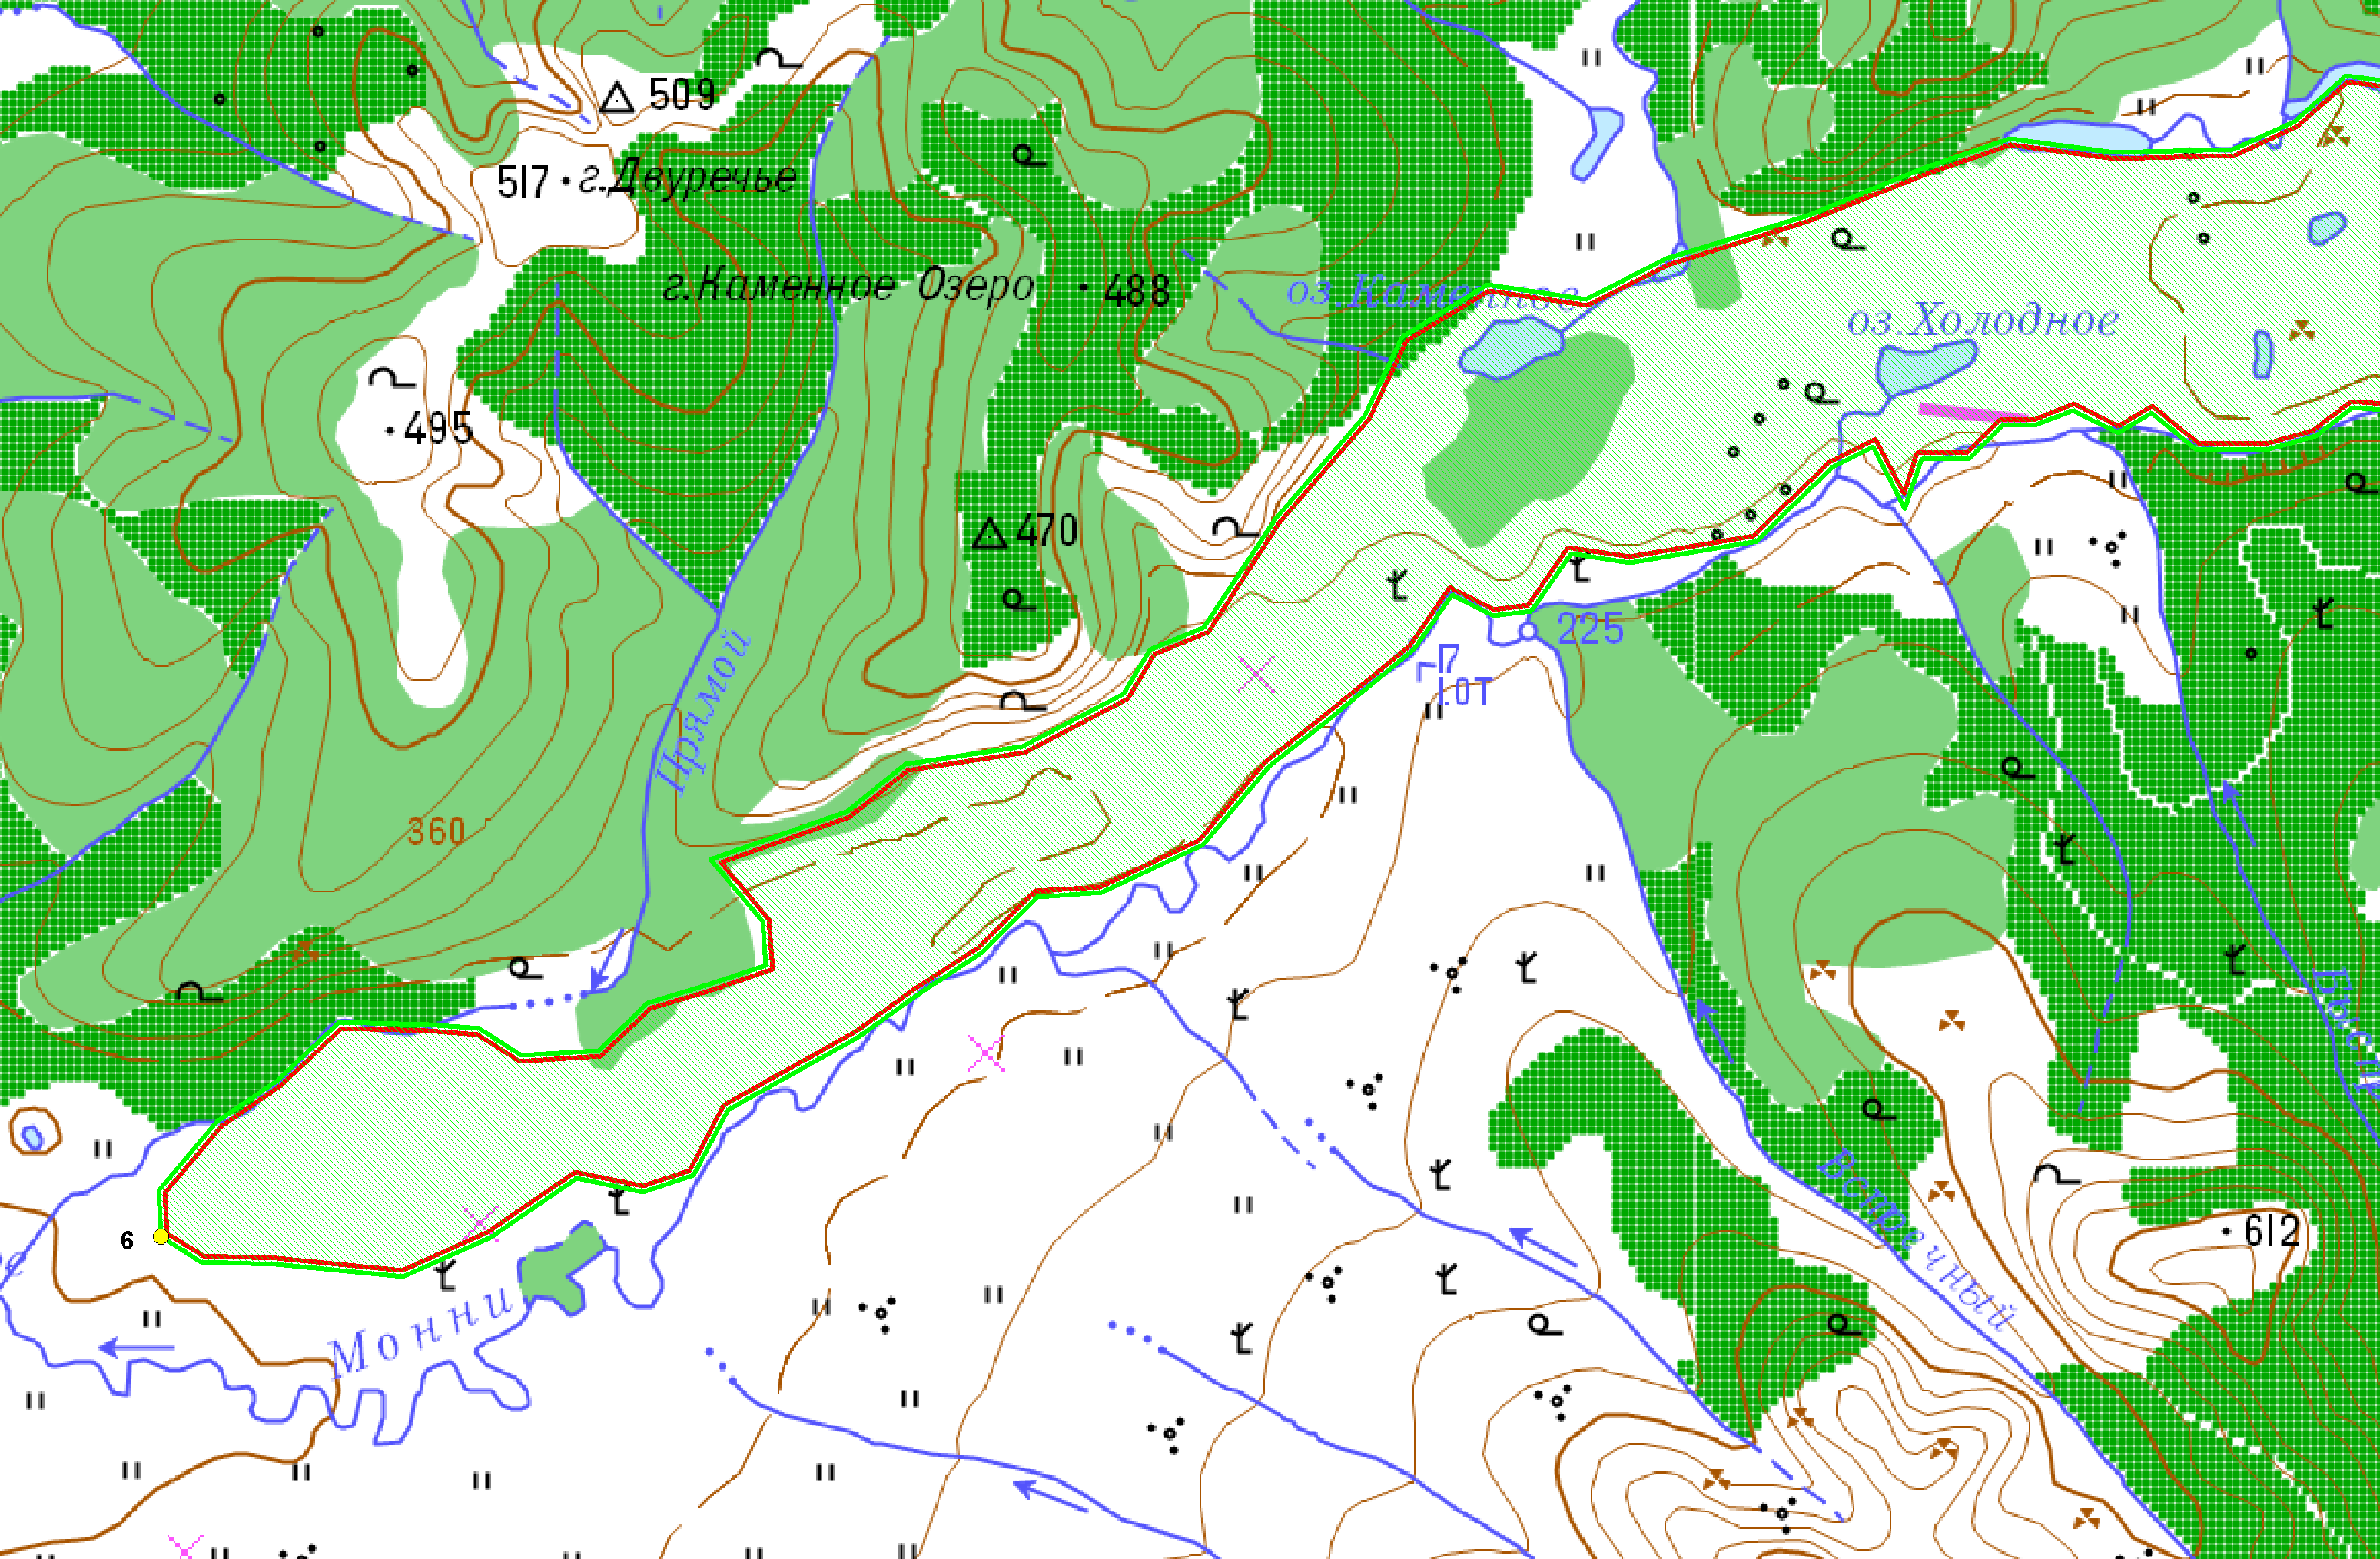 509
517
г.Двуречье
г.Каменное Озеро
488
оз.Каменное
оз.Холодное
495
470
225
17
1.0Т
Прямой
360
6
612
Встречный
Монни